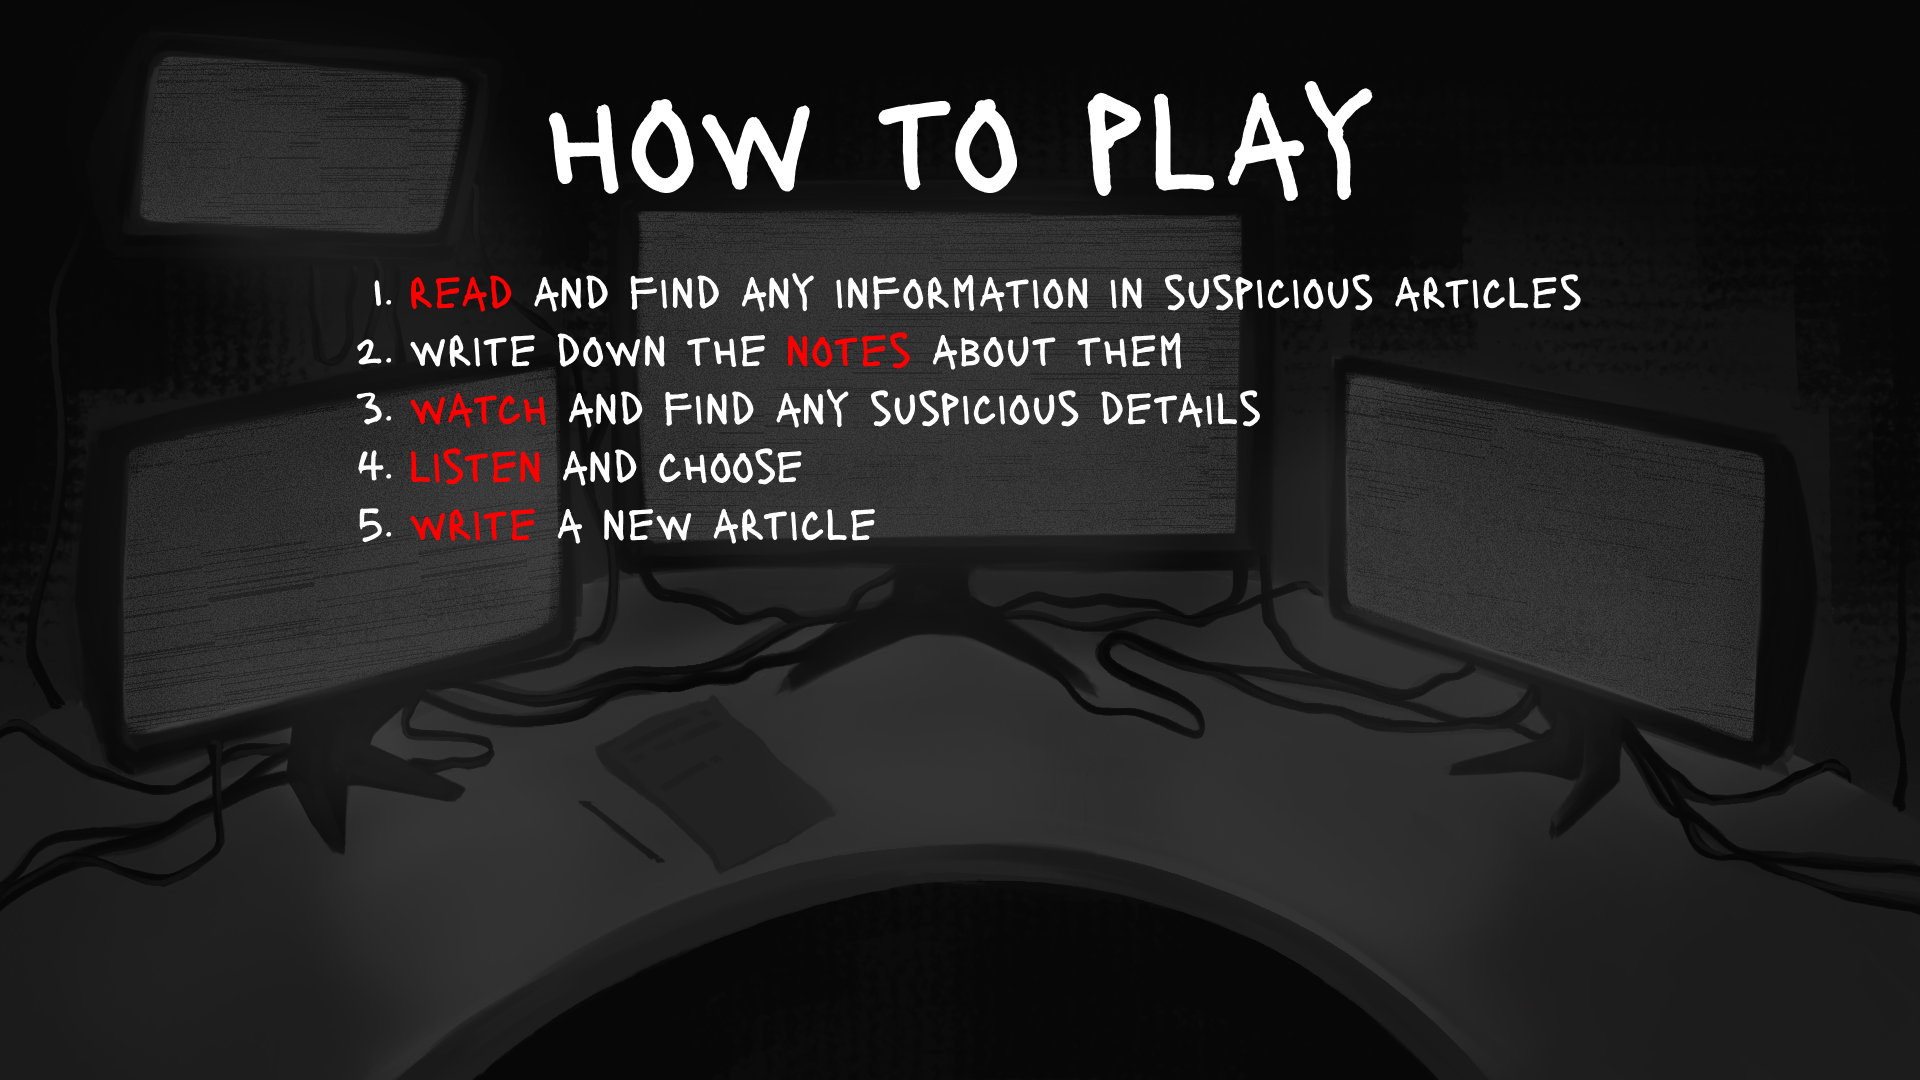 HOW TO PLAY
1. READ AND FIND ANY INFORMATION IN SUSPICIOUS ARTICLES
2. WRITE DOWN THE NOTES ABOUT THEM
3. WATCH AND FIND ANY SUSPICIOUS DETAILS
4. LISTEN AND CHOOSE
5. WRITE A NEW ARTICLE